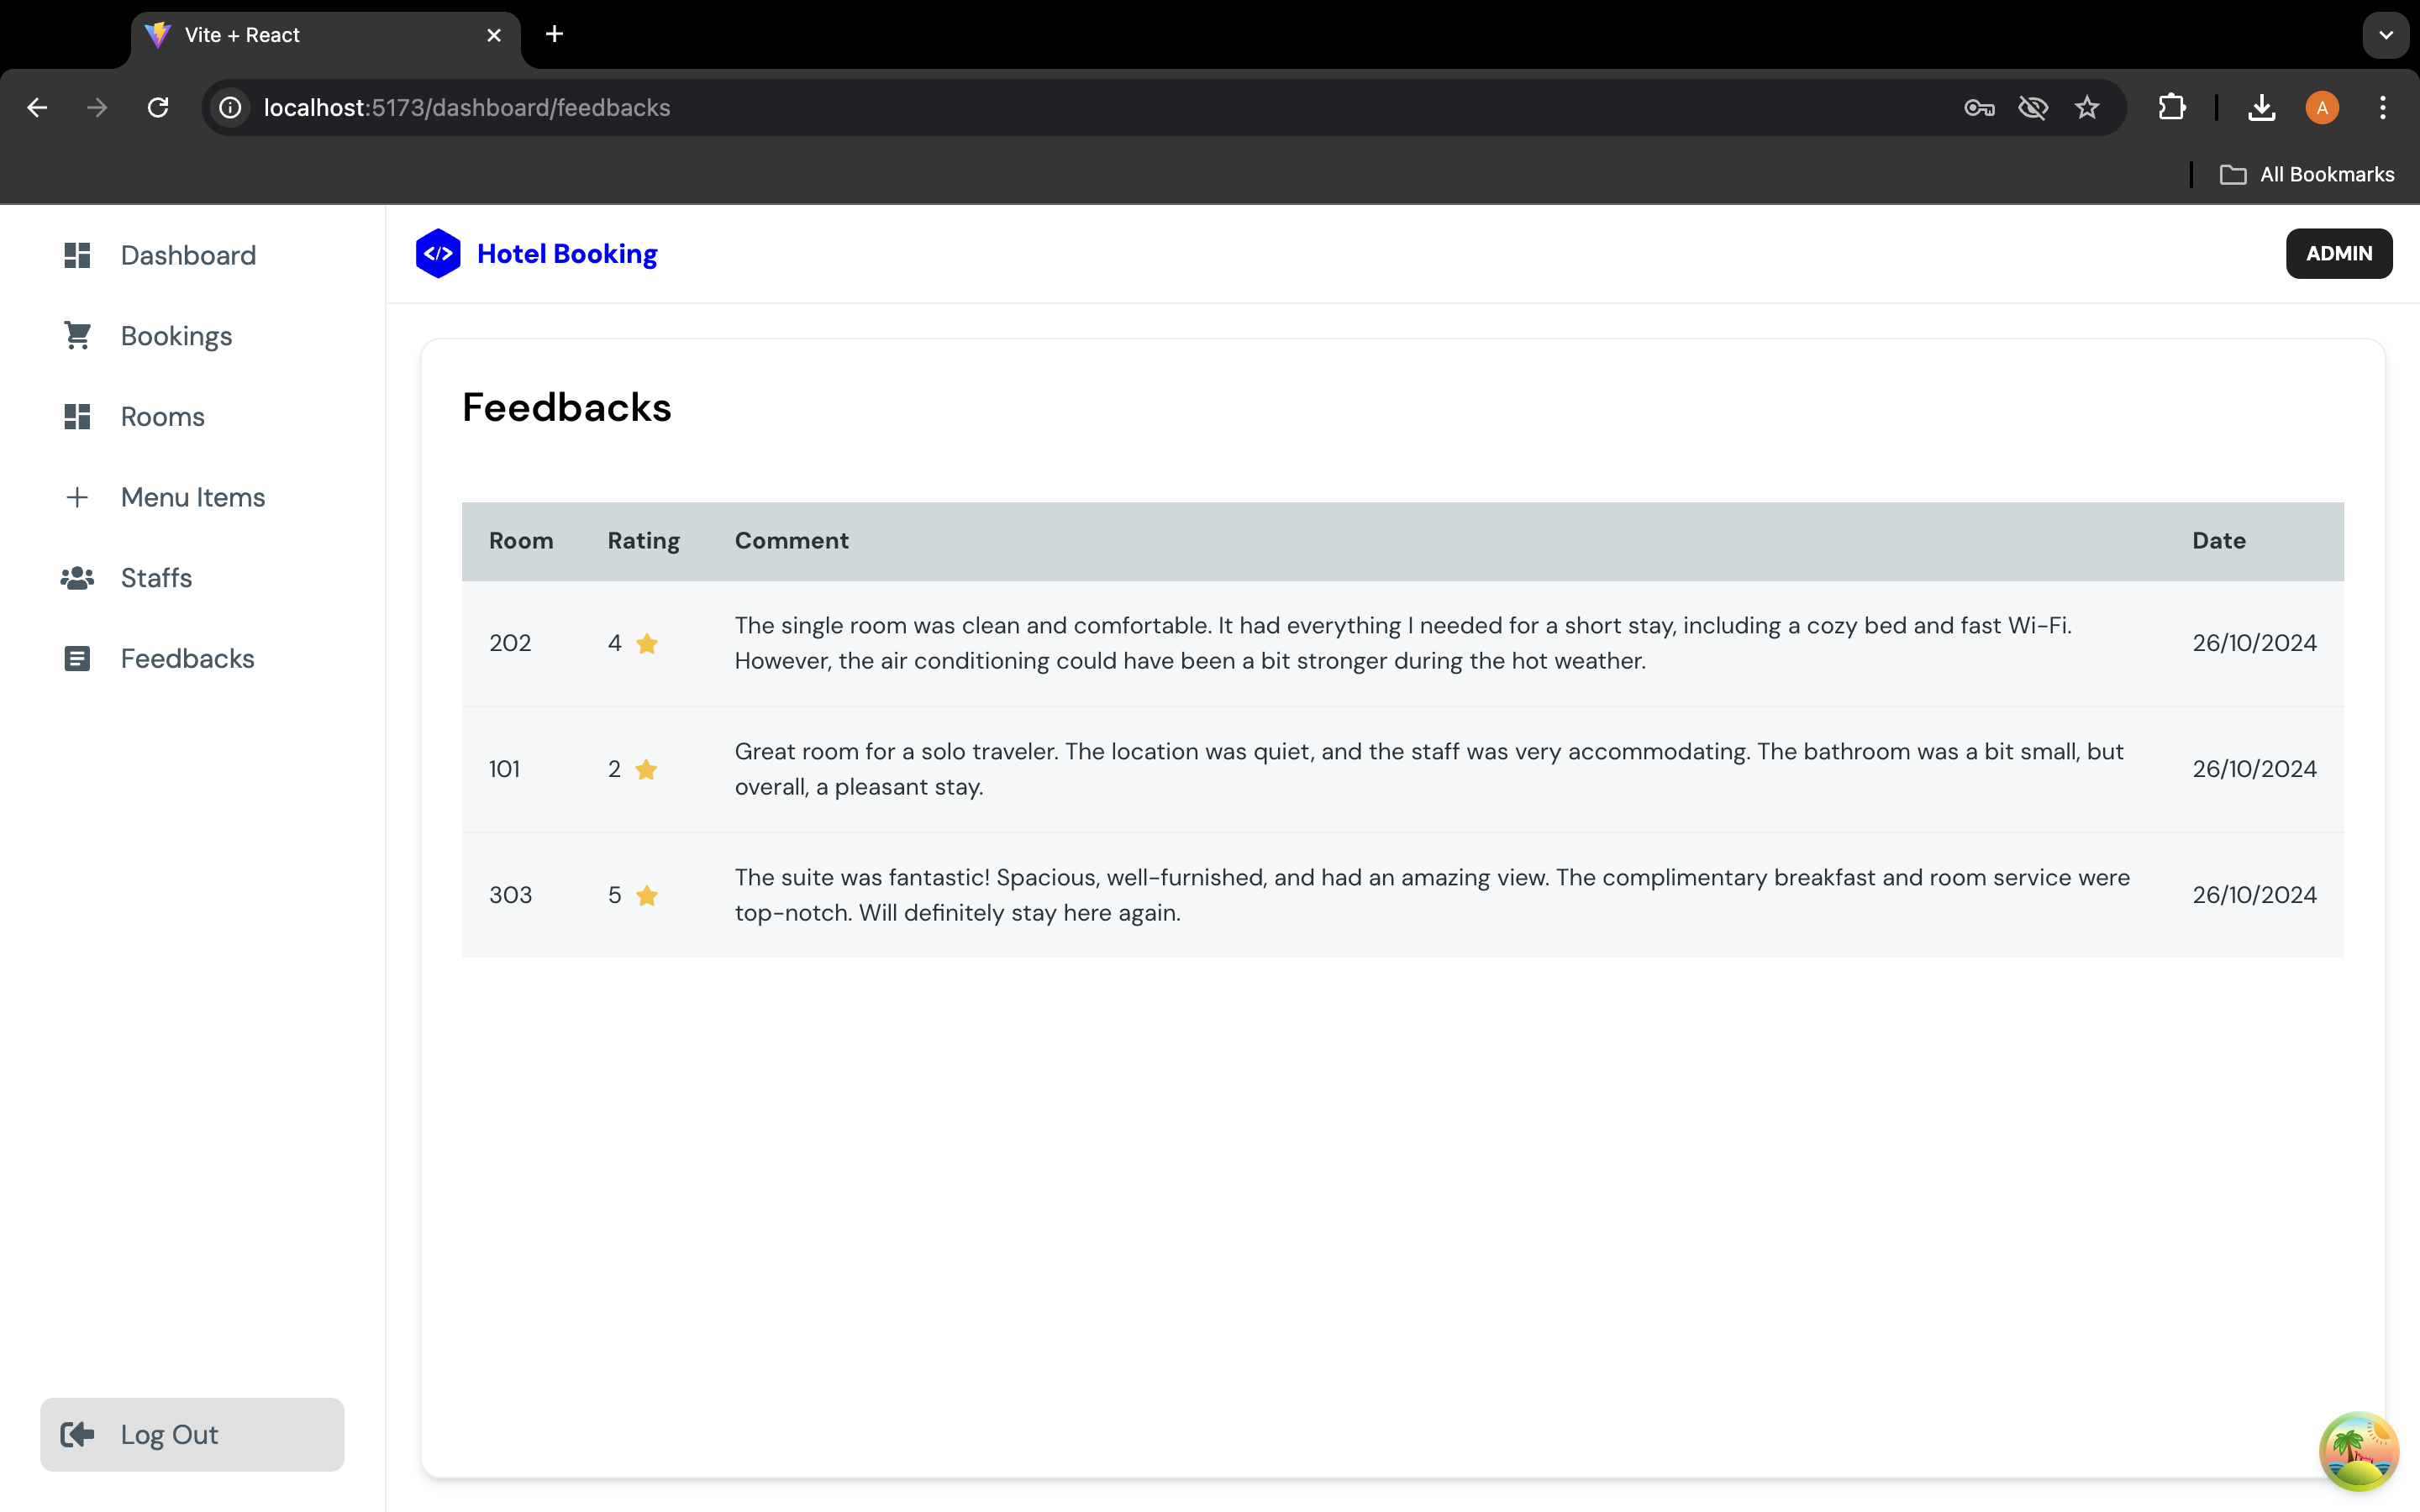 Vite + React
localhost:5173/dashboard/feedbacks
A
All Bookmarks
Dashboard
Bookings
Rooms
Menu Items
Staffs
Feedbacks
Log Out
</> Hotel Booking
ADMIN
Feedbacks
Room Rating Comment Date
202 4 The single room was clean and comfortable. It had everything I needed for a short stay, including a cozy bed and fast Wi-Fi. 26/10/2024
However, the air conditioning could have been a bit stronger during the hot weather.
101 2 Great room for a solo traveler. The location was quiet, and the staff was very accommodating. The bathroom was a bit small, but 26/10/2024
overall, a pleasant stay.
303 5 The suite was fantastic! Spacious, well-furnished, and had an amazing view. The complimentary breakfast and room service were 26/10/2024
top-notch. Will definitely stay here again.